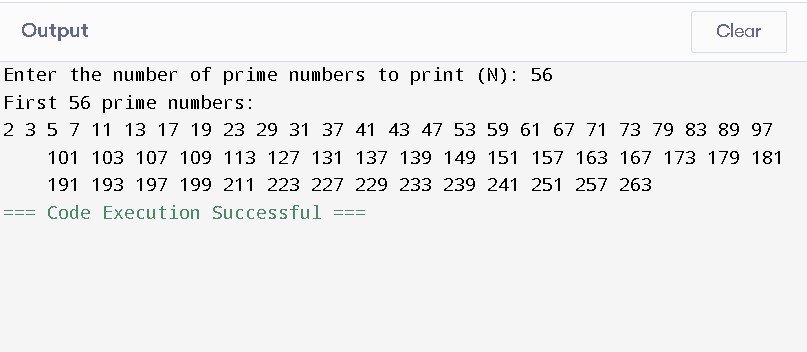 Output
Clear
Enter the number of prime numbers to print (N): 56
First 56 prime numbers:
2 3 5 7 11 13 17 19 23 29 31 37 41 43 47 53 59 61 67 71 73 79 83 89 97
101 103 107 109 113 127 131 137 139 149 151 157 163 167 173 179 181
191 193 197 199 211 223 227 229 233 239 241 251 257 263
=== Code Execution Successful ===